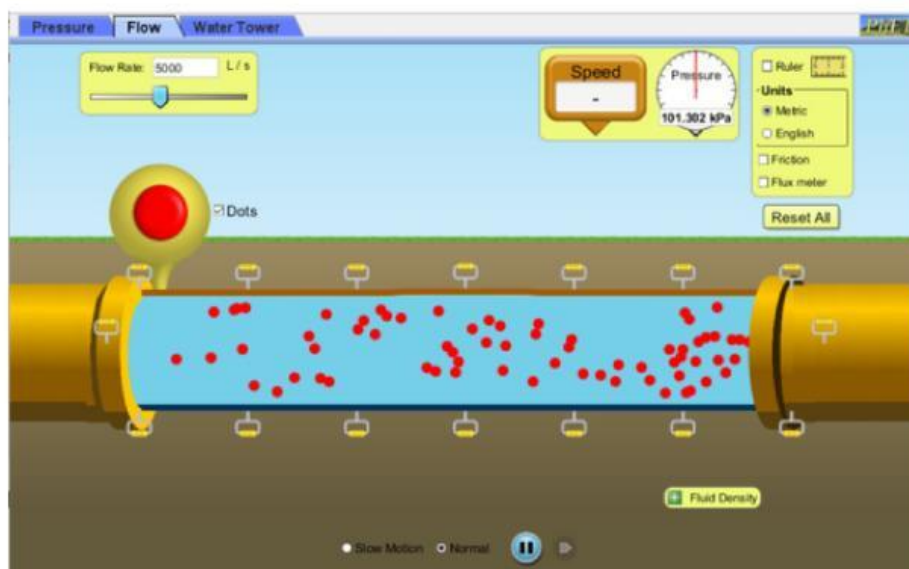 Pressure
Flow
Water Tower
Flow Rate: 5000 L / s
Speed
-
Pressure
101.302 kPa
Ruler
Units
Metric
English
Friction
Flux meter
Reset All
Dots
Fluid Density
Slow Motion
Normal